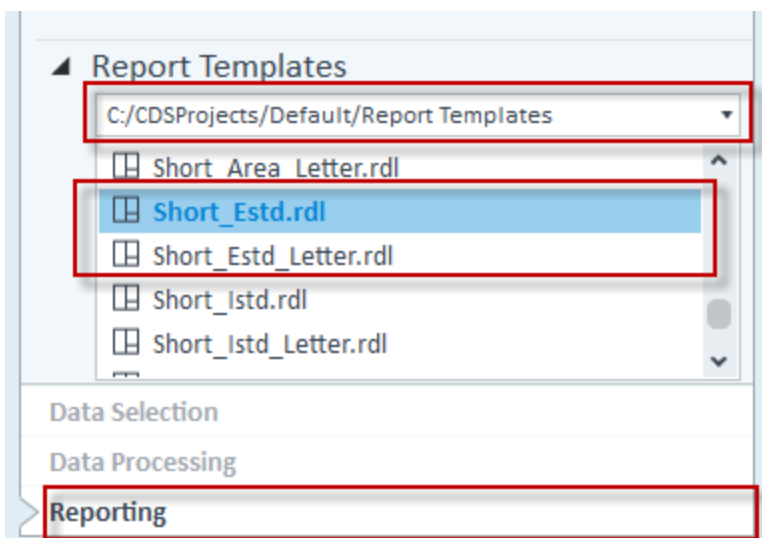 Report Templates
C:/CDSProjects/Default/Report Templates
Short_Area_Letter.rdl
Short_Estd.rdl
Short_Estd_Letter.rdl
Short_Istd.rdl
Short_Istd_Letter.rdl
Data Selection
Data Processing
Reporting